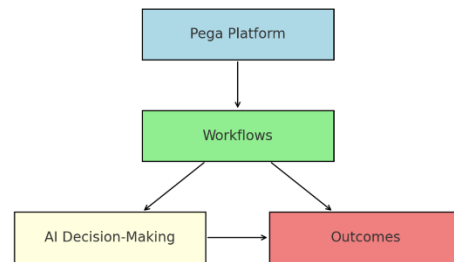 Pega Platform
Workflows
AI Decision-Making
Outcomes